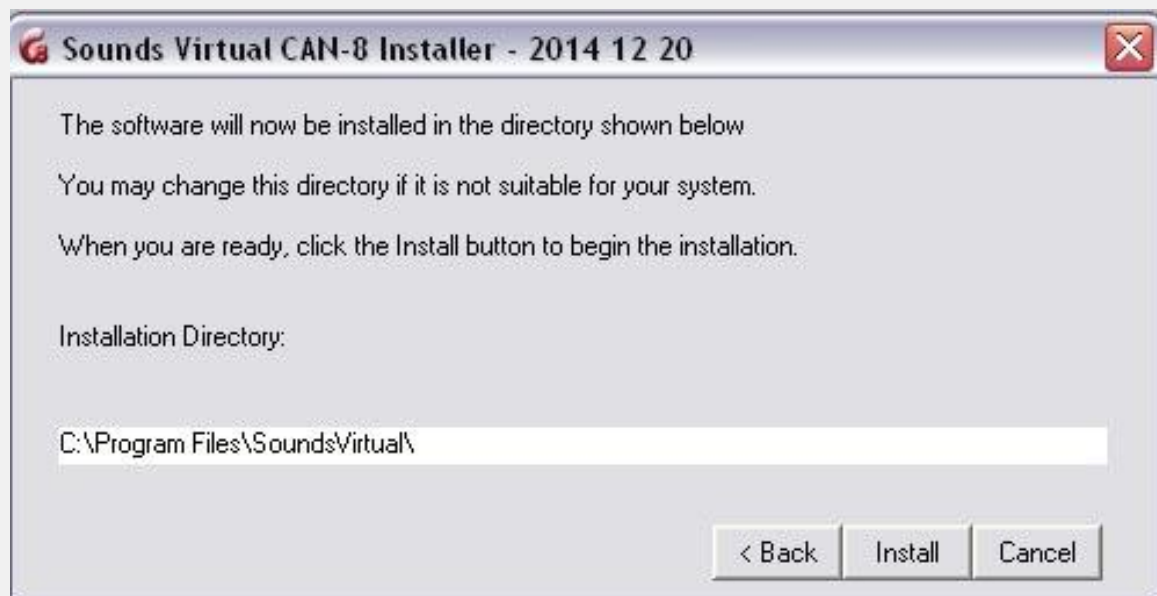 Sounds Virtual CAN-8 Installer - 2014 12 20
The software will now be installed in the directory shown below
You may change this directory if it is not suitable for your system.
When you are ready, click the Install button to begin the installation.
Installation Directory:
C:\Program Files\SoundsVirtual\
< Back Install Cancel